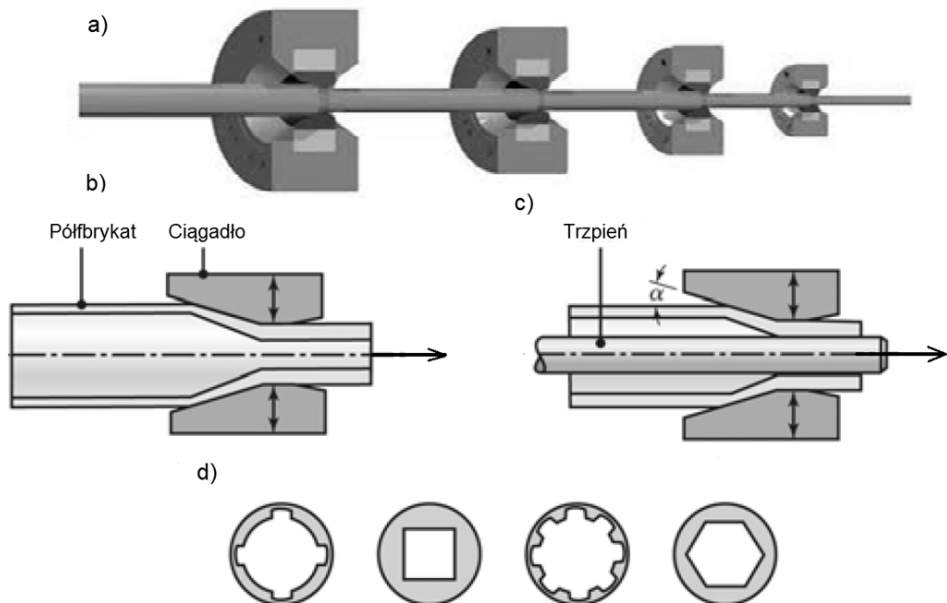 a)
b)
c)
Półfbrykat
Ciągadło
Trzpień
α
d)